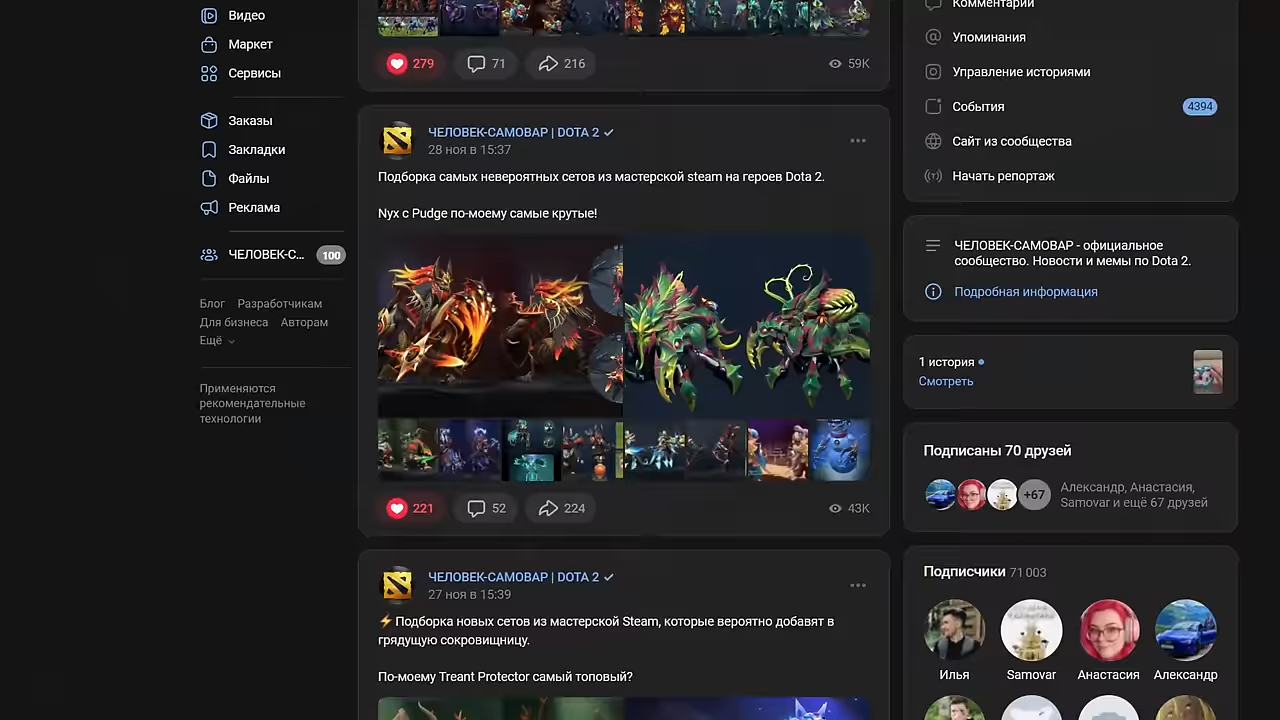 Видео
Маркет
Сервисы
Заказы
Закладки
Файлы
Реклама
ЧЕЛОВЕК-С... 100
Блог Разработчикам
Для бизнеса Авторам
Ещё
Применяются
рекомендательные
технологии
279 71 216 59K
ЧЕЛОВЕК-САМОВАР | DOTA 2
28 ноя в 15:37
Подборка самых невероятных сетов из мастерской steam на героев Dota 2.
Nyx с Pudge по-моему самые крутые!
221 52 224 43K
ЧЕЛОВЕК-САМОВАР | DOTA 2
27 ноя в 15:39
⚡Подборка новых сетов из мастерской Steam, которые вероятно добавят в
грядущую сокровищницу.
По-моему Treant Protector самый топовый?
Комментарии
Упоминания
Управление историями
События 4394
Сайт из сообщества
Начать репортаж
ЧЕЛОВЕК-САМОВАР - официальное
сообщество. Новости и мемы по Dota 2.
Подробная информация
1 история
Смотреть
Подписаны 70 друзей
+67
Александр, Анастасия,
Samovar и ещё 67 друзей
Подписчики 71 003
Илья Samovar Анастасия Александр